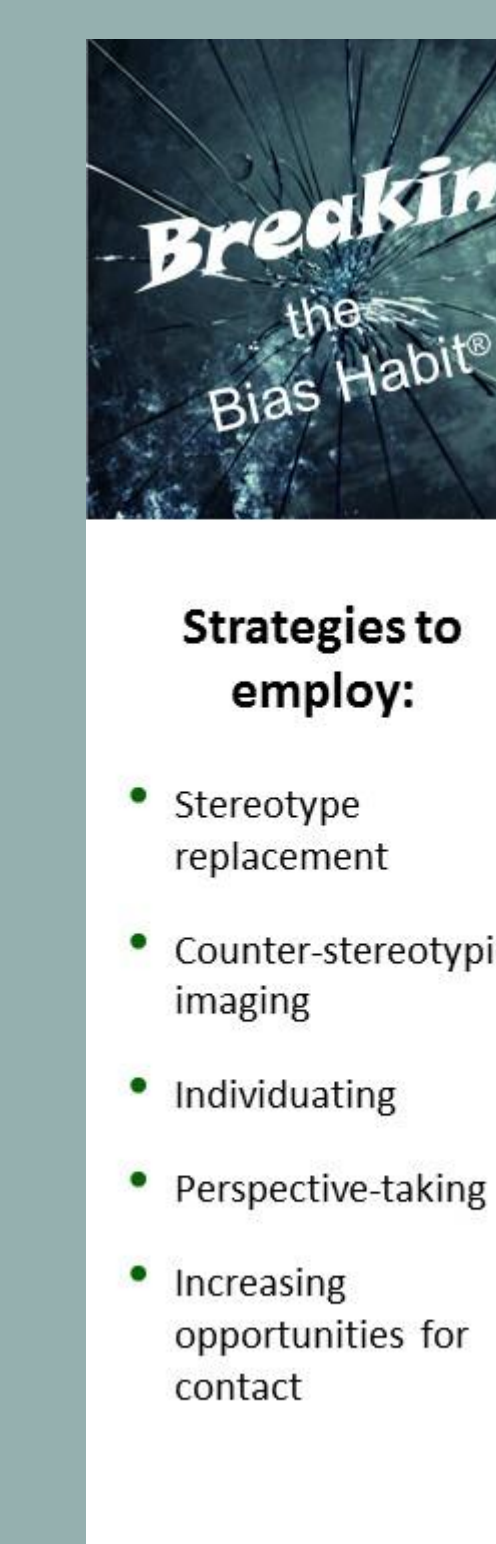 Breakin
the
Bias Habit®
Strategies to
employ:
• Stereotype
replacement
• Counter-stereotypi
imaging
• Individuating
• Perspective-taking
• Increasing
opportunities for
contact